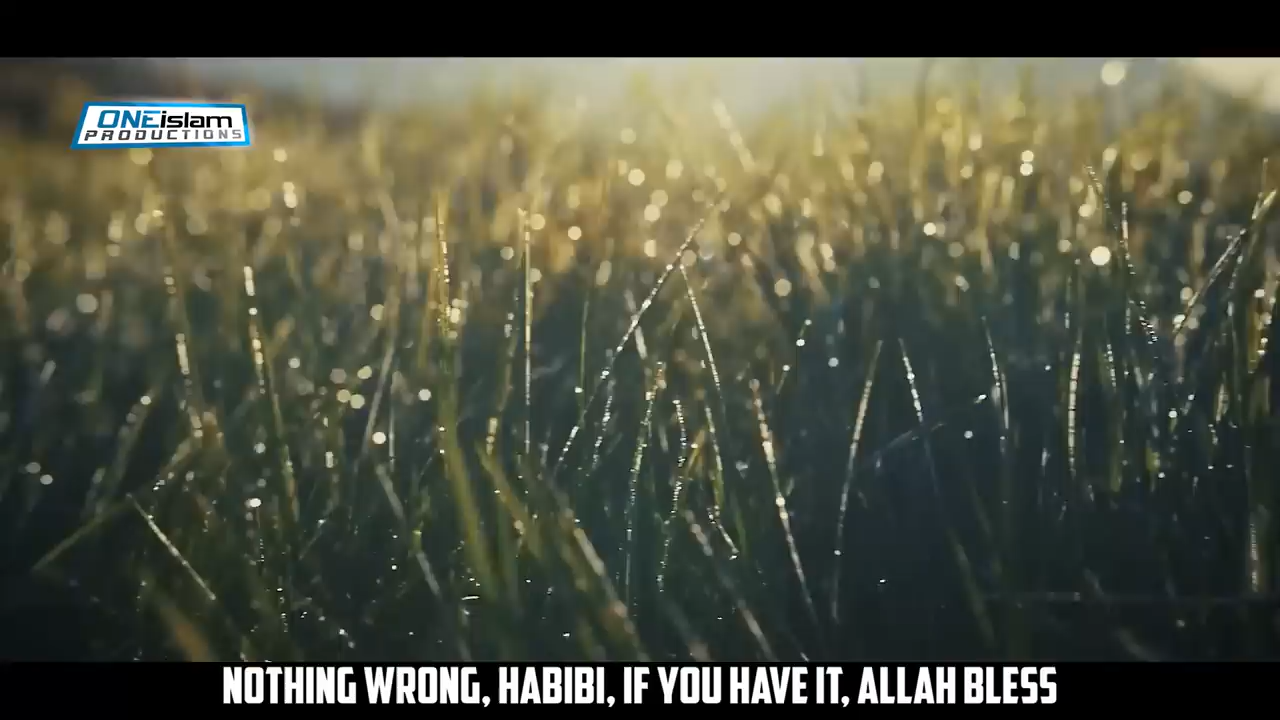 ONEislam
PRODUCTIONS
NOTHING WRONG, HABIBI, IF YOU HAVE IT, ALLAH BLESS